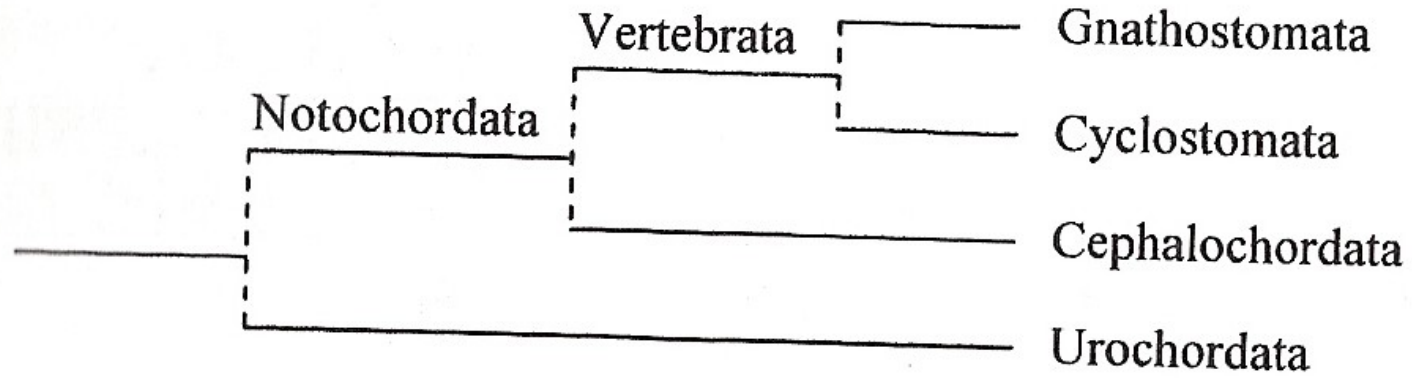 Vertebrata
Gnathostomata
Notochordata
Cyclostomata
Cephalochordata
Urochordata